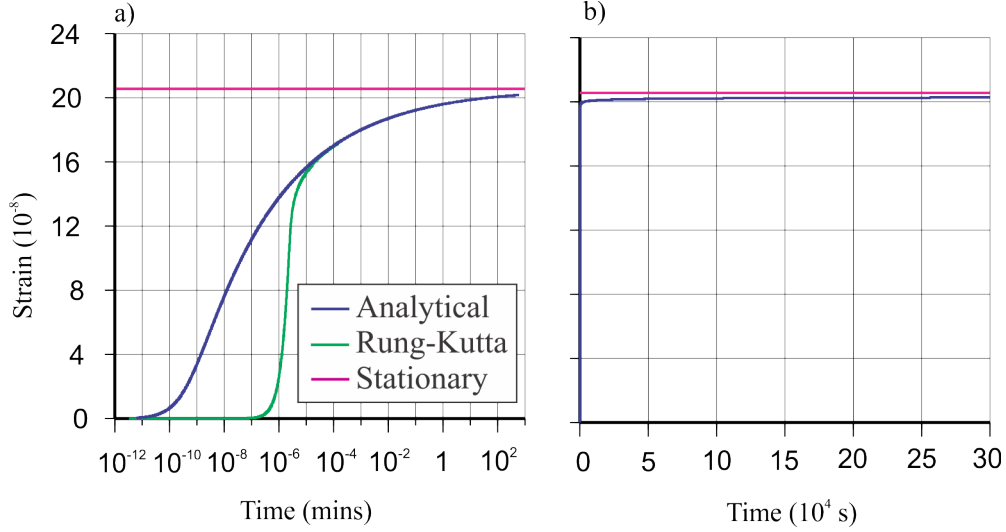 a)
24
20
16
12
8
4
0
Strain (10⁻⁸)
Analytical
Rung-Kutta
Stationary
10⁻¹² 10⁻¹⁰ 10⁻⁸ 10⁻⁶ 10⁻⁴ 10⁻² 1 10²
Time (mins)
b)
0 5 10 15 20 25 30
Time (10⁴ s)